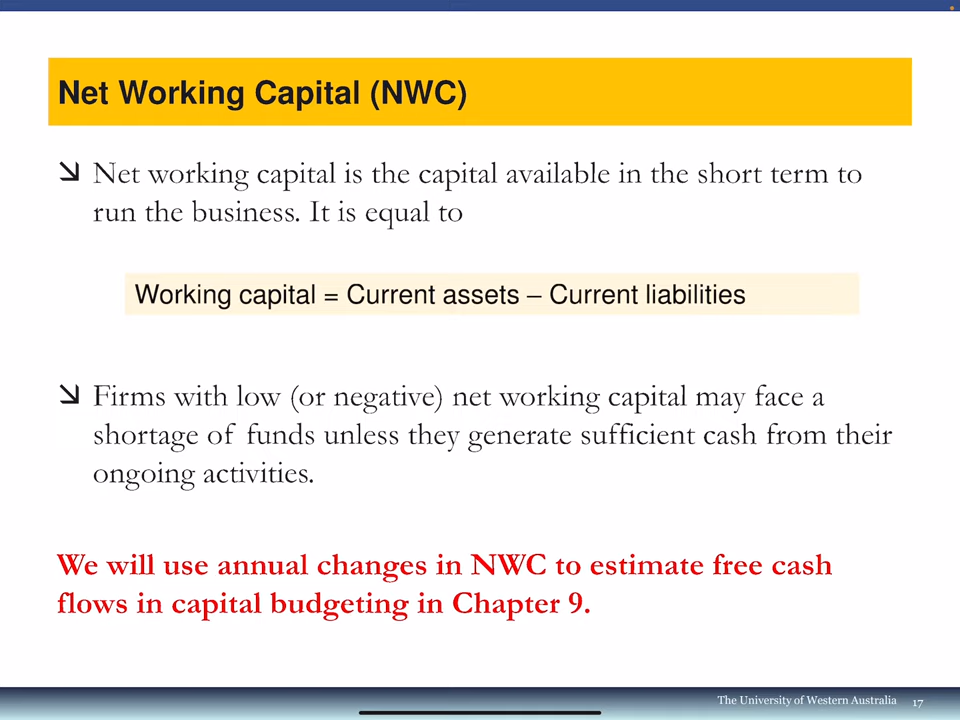 Net Working Capital (NWC)
Net working capital is the capital available in the short term to
run the business. It is equal to
Working capital = Current assets – Current liabilities
Firms with low (or negative) net working capital may face a
shortage of funds unless they generate sufficient cash from their
ongoing activities.
We will use annual changes in NWC to estimate free cash
flows in capital budgeting in Chapter 9.
The University of Western Australia 17